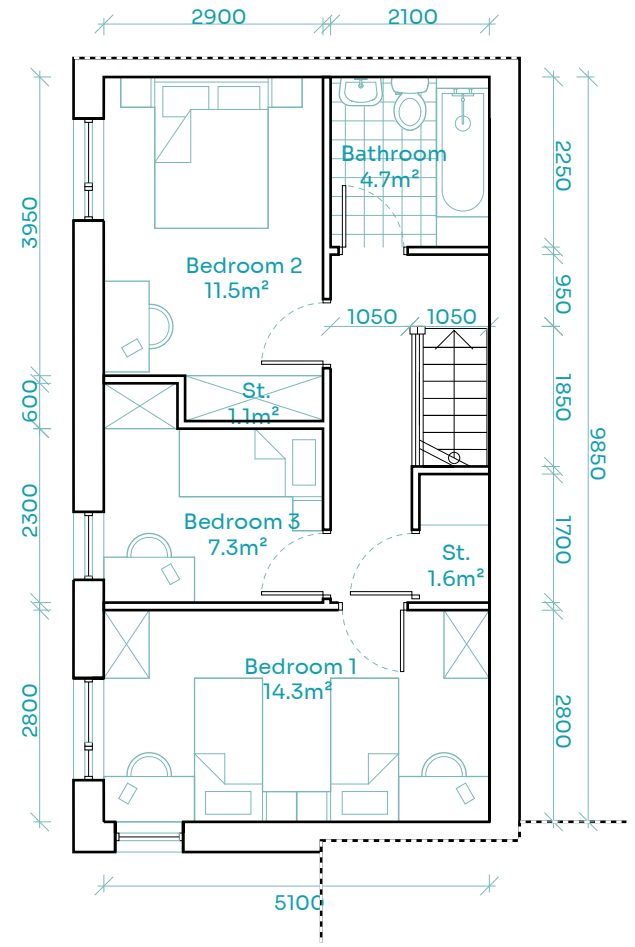 2900
2100
Bathroom
4.7m²
2250
3950
Bedroom 2
11.5m²
950
1050
1050
St.
1.1m²
600
1850
9850
2300
Bedroom 3
7.3m²
1700
St.
1.6m²
Bedroom 1
14.3m²
2800
2800
5100